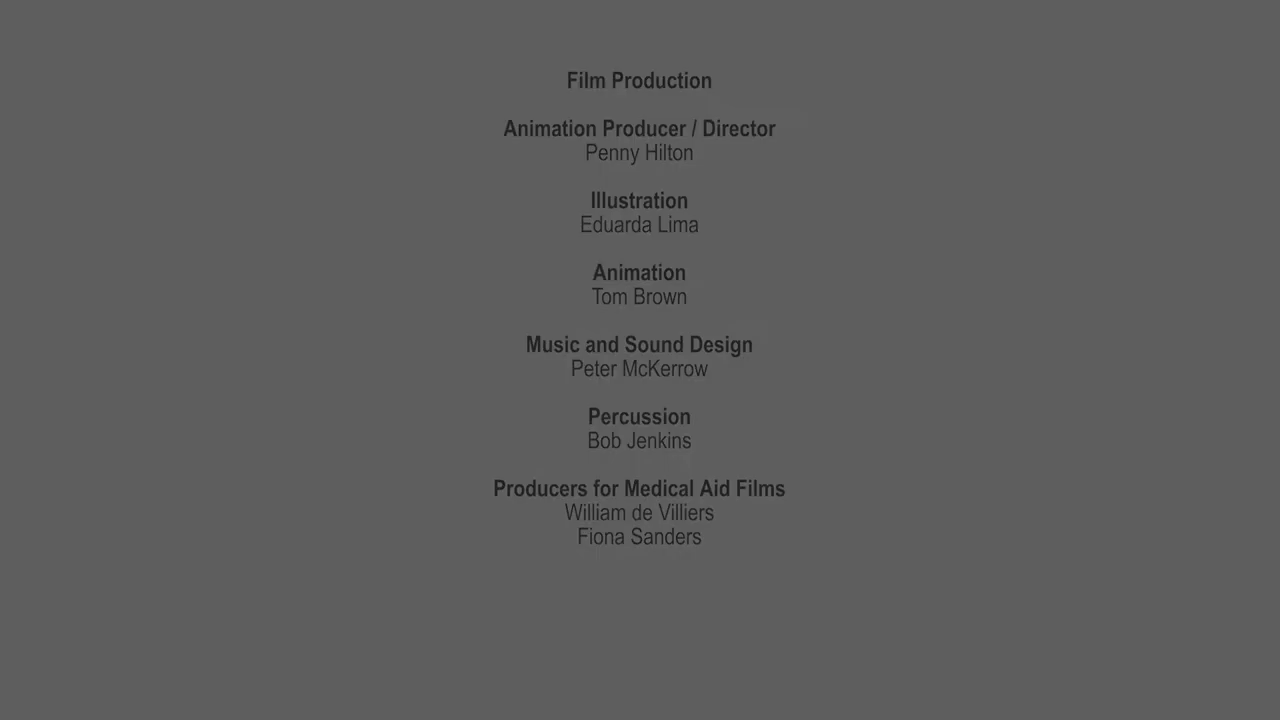 Film Production
Animation Producer / Director
Penny Hilton
Illustration
Eduarda Lima
Animation
Tom Brown
Music and Sound Design
Peter McKerrow
Percussion
Bob Jenkins
Producers for Medical Aid Films
William de Villiers
Fiona Sanders